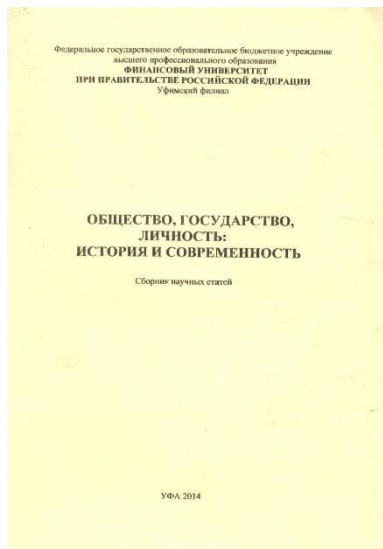 Федеральное государственное образовательное бюджетное учреждение
высшего профессионального образования
ФИНАНСОВЫЙ УНИВЕРСИТЕТ
ПРИ ПРАВИТЕЛЬСТВЕ РОССИЙСКОЙ ФЕДЕРАЦИИ
Уфимский филиал
ОБЩЕСТВО, ГОСУДАРСТВО,
ЛИЧНОСТЬ:
ИСТОРИЯ И СОВРЕМЕННОСТЬ
Сборник научных статей
УФА 2014